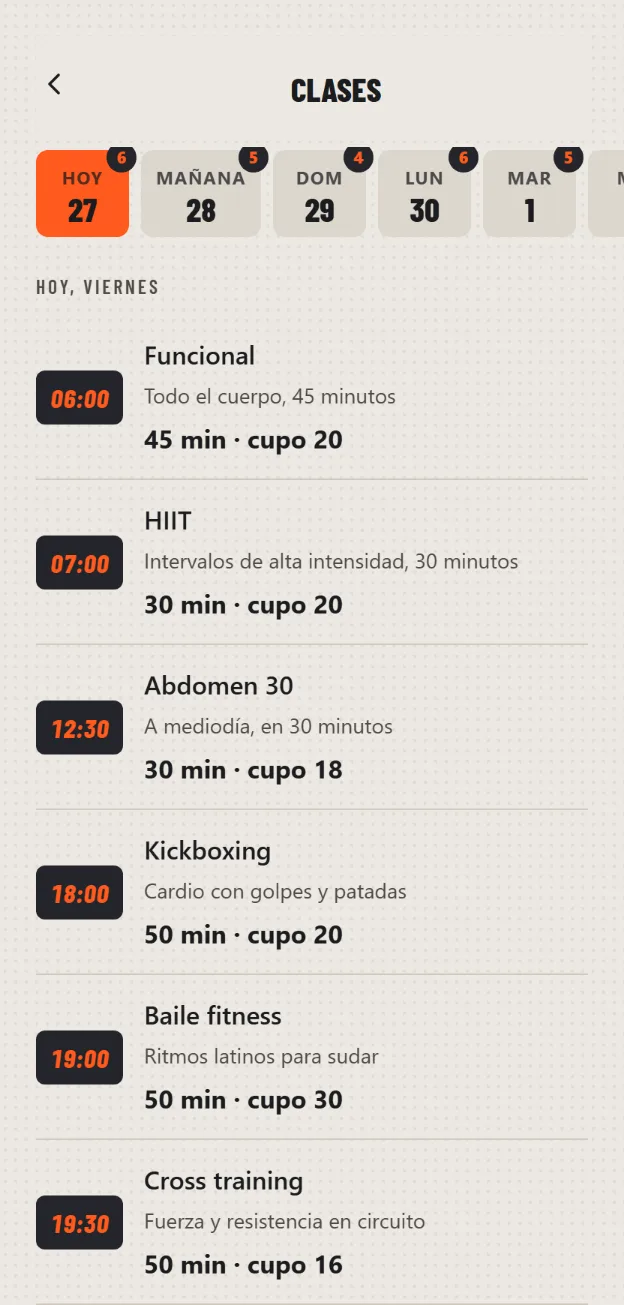 CLASES
6
5
4
6
5
HOY
MAÑANA
DOM
LUN
MAR
27
28
29
30
1
HOY, VIERNES
Funcional
06:00
Todo el cuerpo, 45 minutos
45 min · cupo 20
HIIT
07:00
Intervalos de alta intensidad, 30 minutos
30 min · cupo 20
Abdomen 30
12:30
A mediodía, en 30 minutos
30 min · cupo 18
Kickboxing
18:00
Cardio con golpes y patadas
50 min · cupo 20
Baile fitness
19:00
Ritmos latinos para sudar
50 min · cupo 30
Cross training
19:30
Fuerza y resistencia en circuito
50 min · cupo 16